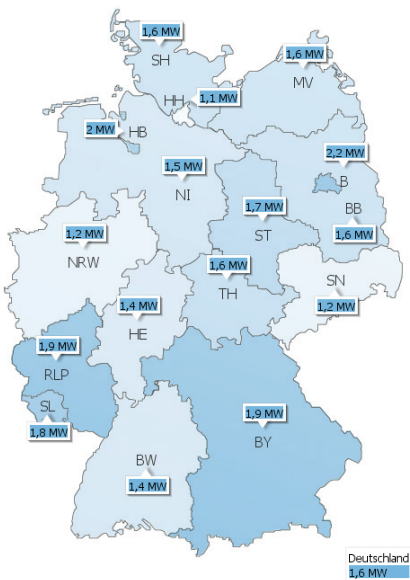 1,6 MW
SH
1,6 MW
MV
HH
1,1 MW
2 MW
HB
1,5 MW
NI
2,2 MW
B
BB
1,6 MW
1,7 MW
ST
1,2 MW
NRW
1,6 MW
TH
SN
1,2 MW
1,4 MW
HE
1,9 MW
RLP
SL
1,8 MW
1,9 MW
BY
BW
1,4 MW
Deutschland
1,6 MW